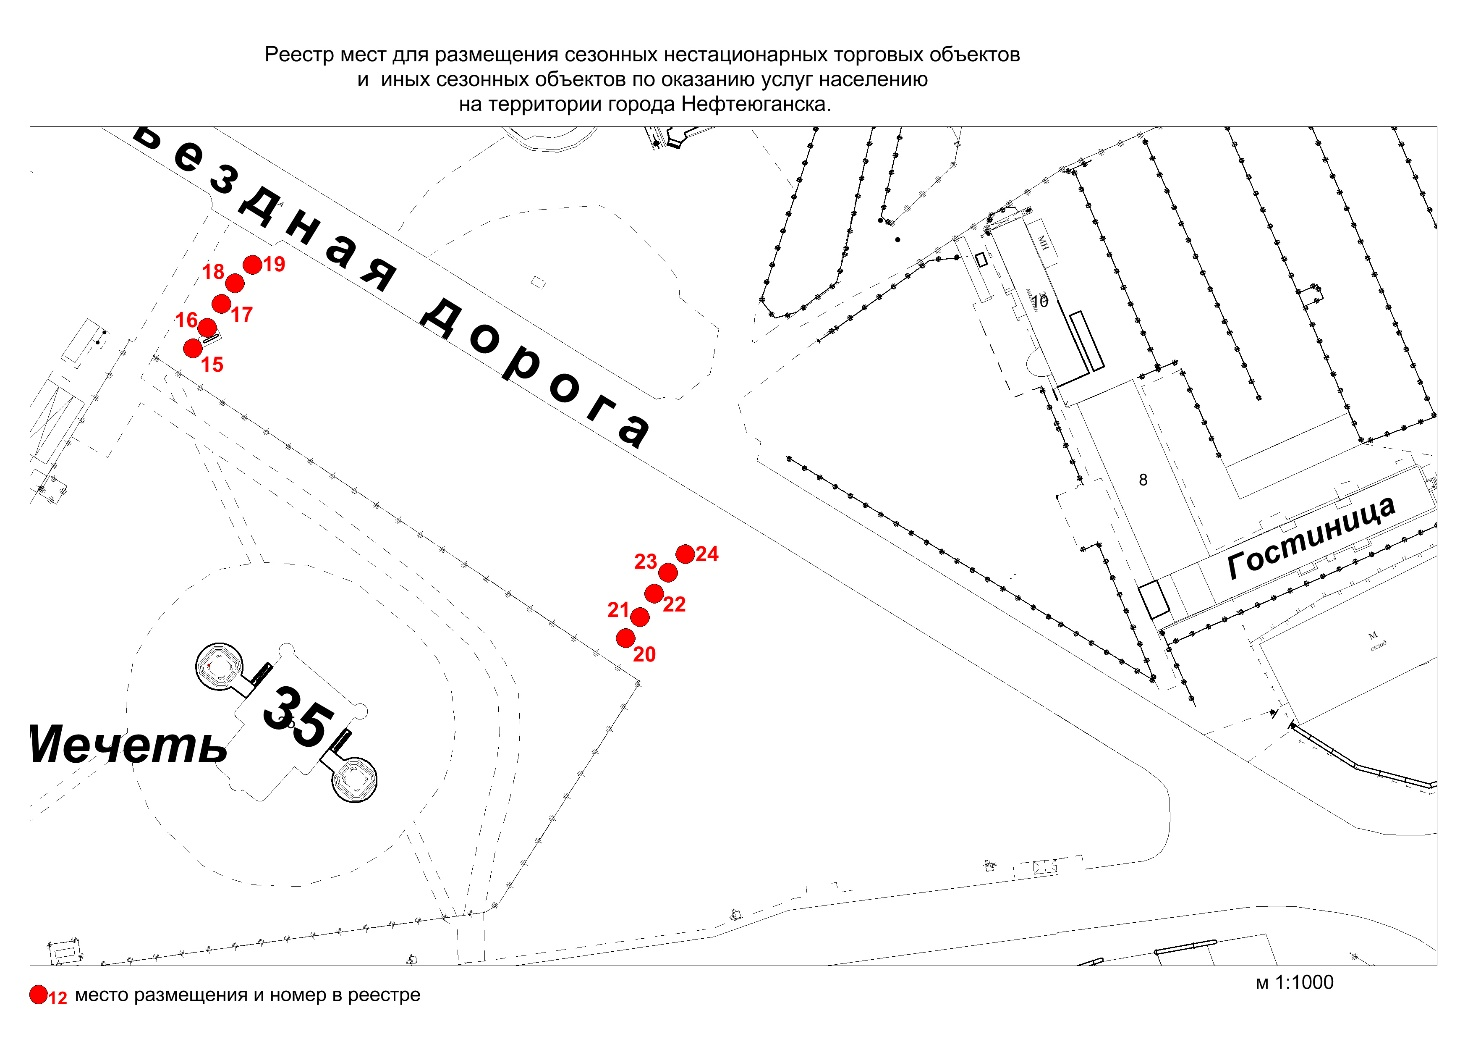 Реестр мест для размещения сезонных нестационарных торговых объектов
и иных сезонных объектов по оказанию услуг населению
на территории города Нефтеюганска.
ьездная дорога
19
18
17
16
15
МН
10
8
Гостиница
24
23
22
21
20
М
35
Мечеть
м 1:1000
12 место размещения и номер в реестре